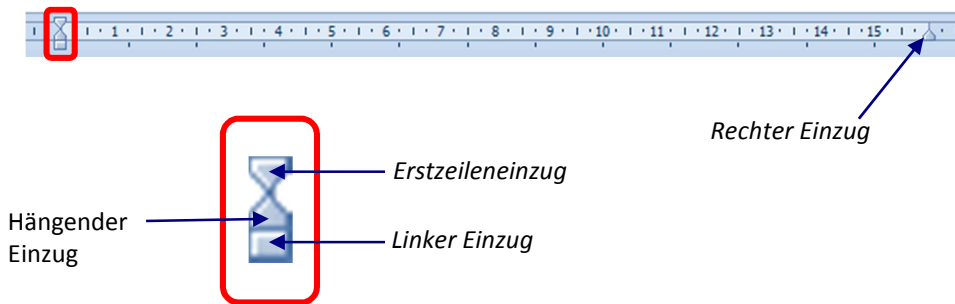 1 2 3 4 5 6 7 8 9 10 11 12 13 14 15
Rechter Einzug
Erstzeileneinzug
Hängender
Einzug
Linker Einzug